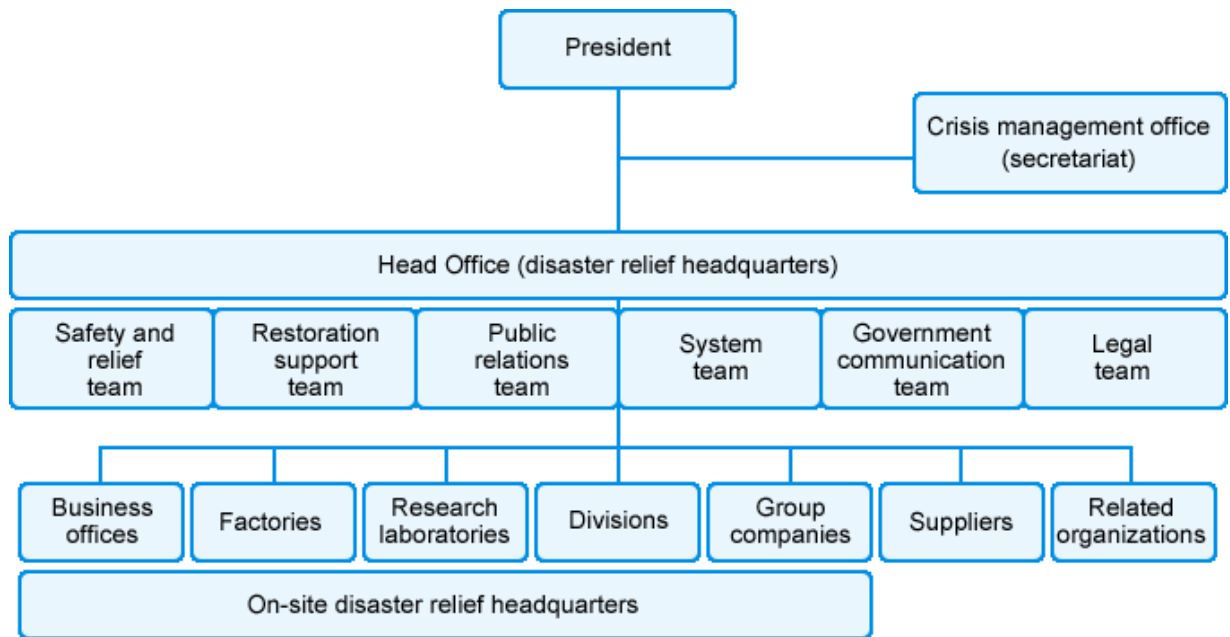 President
Crisis management office
(secretariat)
Head Office (disaster relief headquarters)
Safety and
relief
team
Restoration
support
team
Public
relations
team
System
team
Government
communication
team
Legal
team
Business
offices
Factories
Research
laboratories
Divisions
Group
companies
Suppliers
Related
organizations
On-site disaster relief headquarters